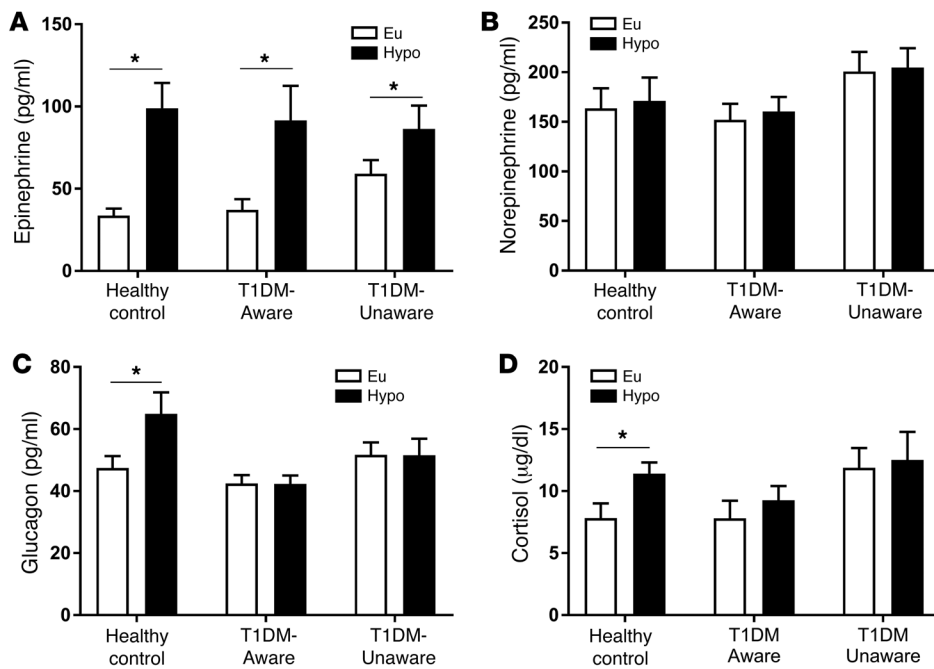 A
Epinephrine (pg/ml)
150
100
50
0
Eu
Hypo
*
*
*
Healthy
control
T1DM-
Aware
T1DM-
Unaware
B
Norepinephrine (pg/ml)
250
200
150
100
50
0
Eu
Hypo
Healthy
control
T1DM-
Aware
T1DM-
Unaware
C
Glucagon (pg/ml)
80
60
40
20
0
Eu
Hypo
*
Healthy
control
T1DM-
Aware
T1DM-
Unaware
D
Cortisol (μg/dl)
20
15
10
5
0
Eu
Hypo
*
Healthy
control
T1DM
Aware
T1DM
Unaware